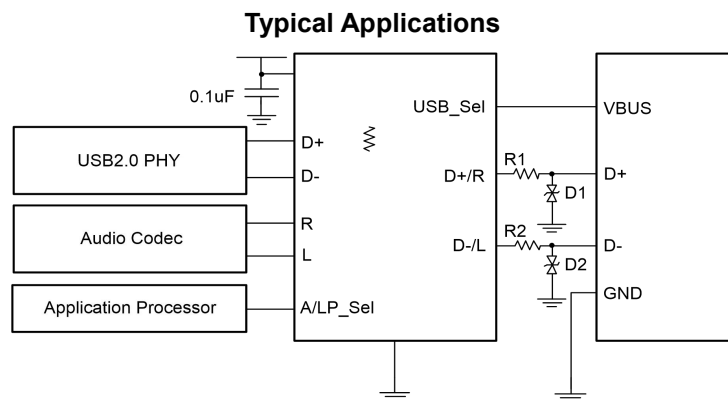 Typical Applications
0.1uF
USB_Sel
VBUS
USB2.0 PHY
D+
D-
D+/R
R1
D+
D1
Audio Codec
R
L
D-/L
R2
D-
D2
Application Processor
A/LP_Sel
GND